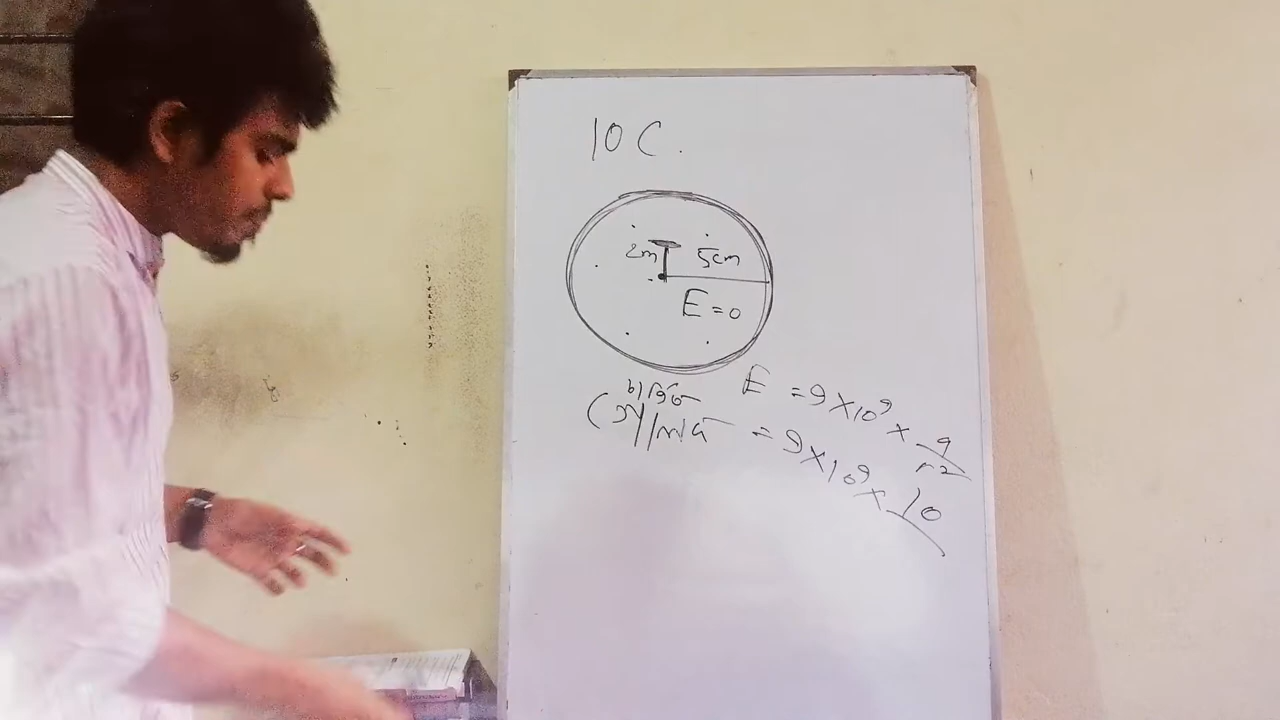 10 C.
2m 5cm
E = 0
E = 9 × 10⁹ × q / r2
= 9 × 10⁹ × 10